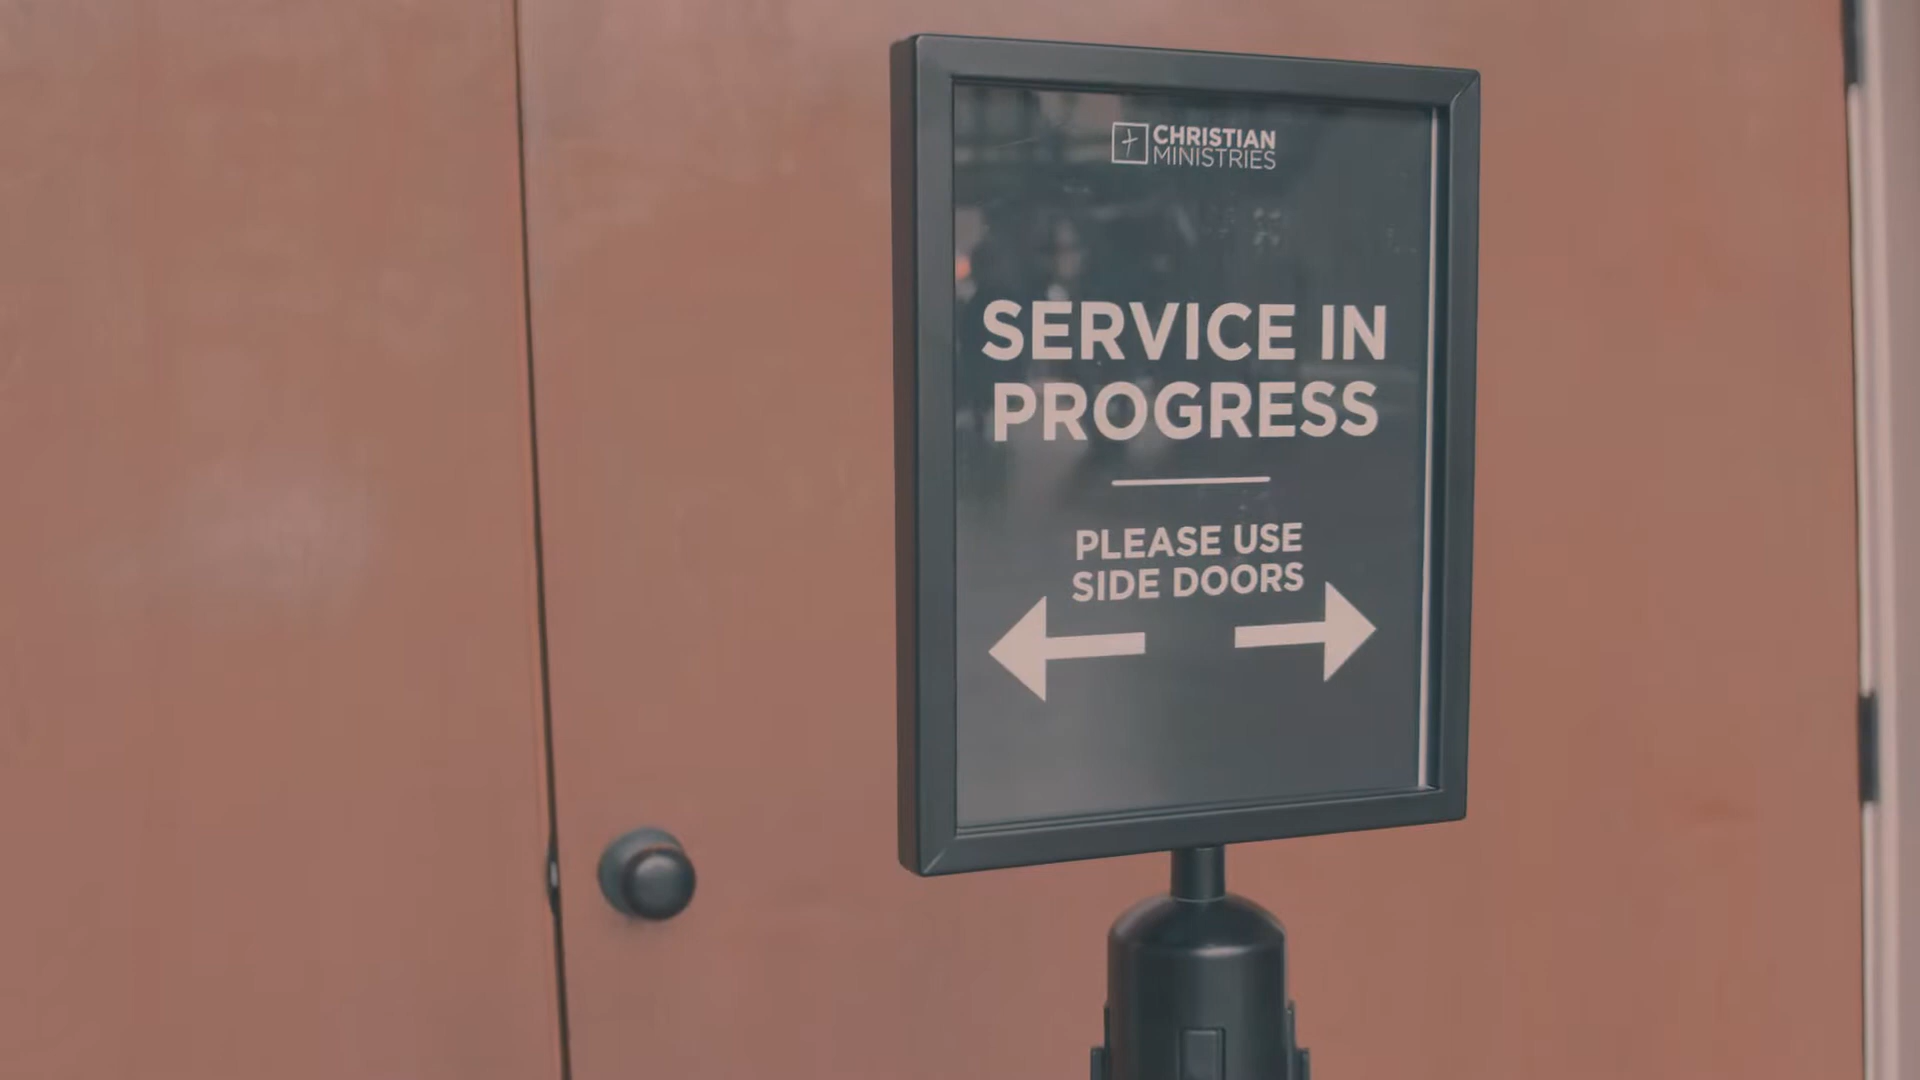 CHRISTIAN
MINISTRIES
SERVICE IN
PROGRESS
PLEASE USE
SIDE DOORS